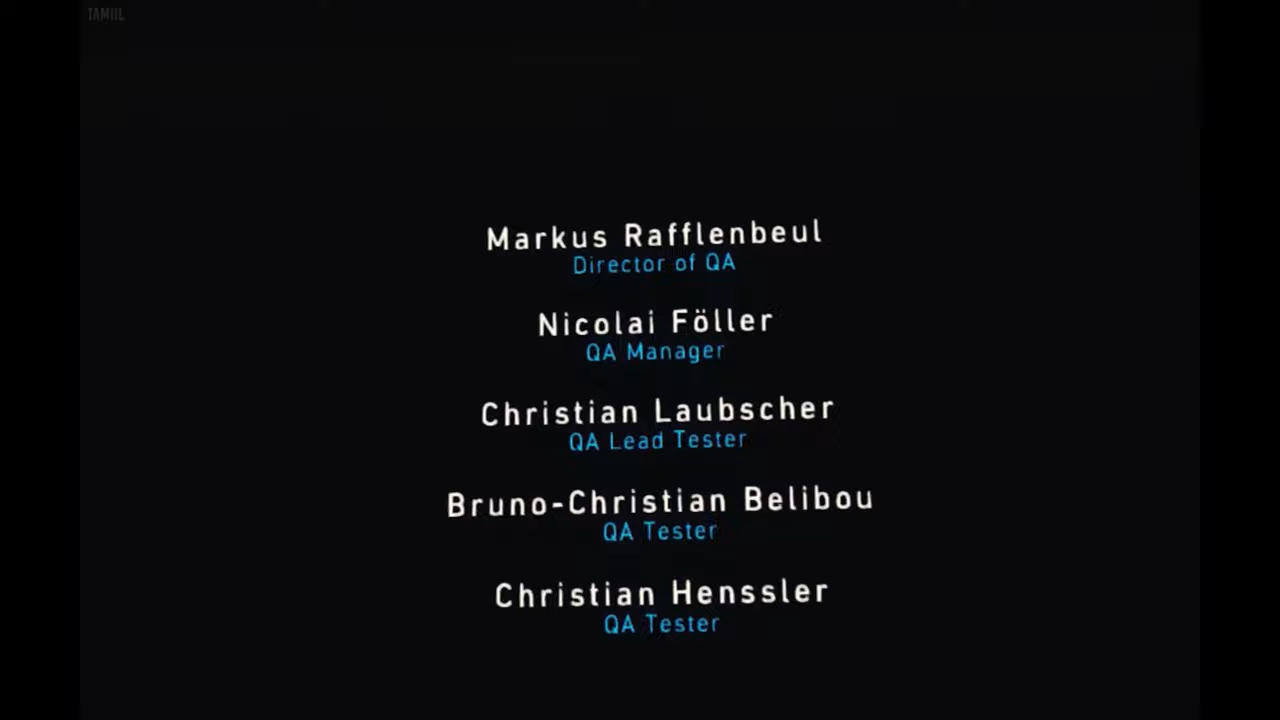 TAMIIL
Markus Rafflenbeul
Director of QA
Nicolai Föller
QA Manager
Christian Laubscher
QA Lead Tester
Bruno-Christian Belibou
QA Tester
Christian Henssler
QA Tester